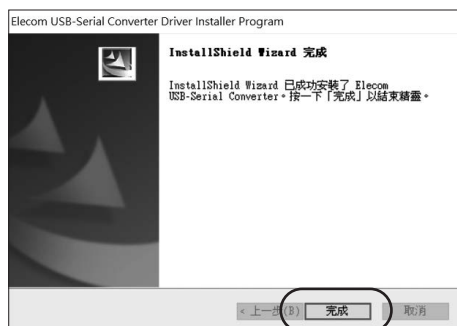 Elecom USB-Serial Converter Driver Installer Program
InstallShield Wizard 完成
InstallShield Wizard 已成功安裝了 Elecom
USB-Serial Converter。按一下「完成」以結束精靈。
< 上一步(B) 完成 取消